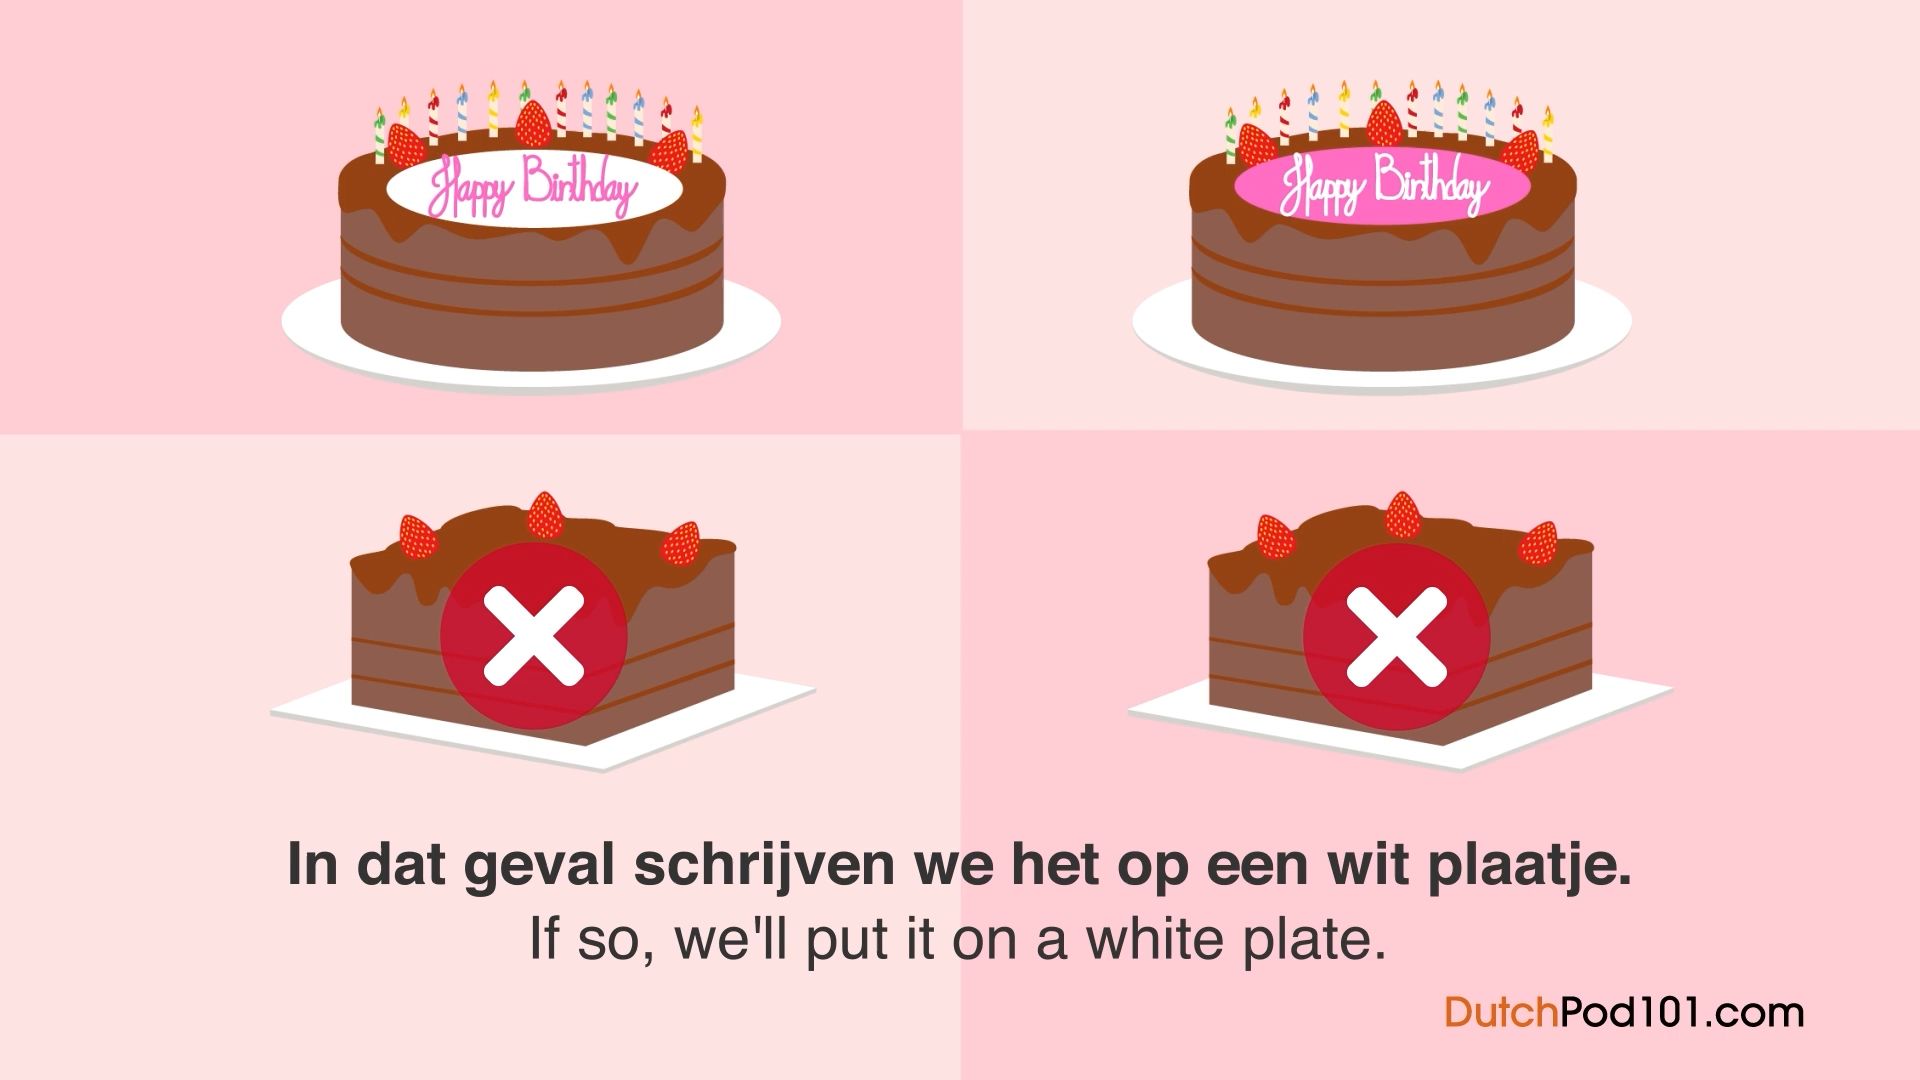 Happy Birthday
Happy Birthday
In dat geval schrijven we het op een wit plaatje.
If so, we'll put it on a white plate.
DutchPod101.com